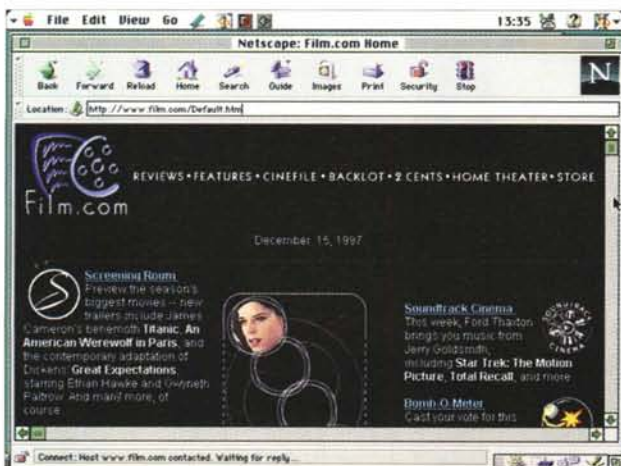 File Edit View Go 13:35
Netscape: Film.com Home
Back Forward Reload Home Search Guide Images Print Security Stop
N
Location: http://www.film.com/Default.htm
REVIEWS • FEATURES • CINEFILE • BACKLOT • 2 CENTS • HOME THEATER • STORE
Film.com
December 15, 1997
Screening Room
Preview the season's
biggest movies -- new
trailers include James
Cameron's behemoth Titanic, An
American Werewolf in Paris, and
the contemporary adaptation of
Dickens' Great Expectations,
starring Ethan Hawke and Gwyneth
Paltrow. And many more, of
course.
Soundtrack Cinema
This week, Ford Thaxton
brings you music from
Jerry Goldsmith,
including Star Trek: The Motion
Picture, Total Recall, and more
SOUNDTRACK
CINEMA
Bomb-O-Meter
Cast your vote for this
Connect: Host www.film.com contacted. Waiting for reply...